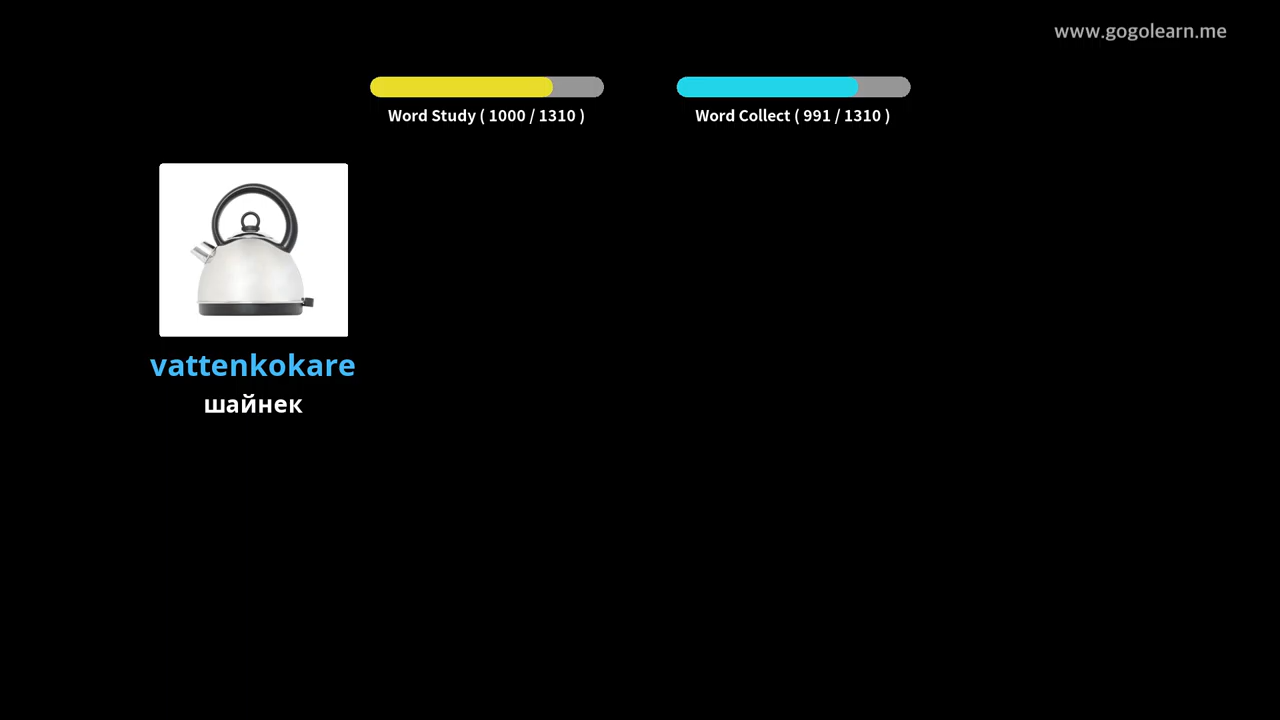 www.gogolearn.me
Word Study ( 1000 / 1310 )
Word Collect ( 991 / 1310 )
vattenkokare
шайнек